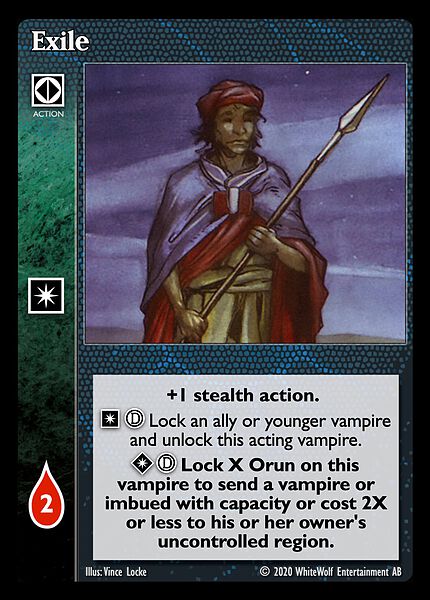 Exile
ACTION
+1 stealth action.
D Lock an ally or younger vampire
and unlock this acting vampire.
D Lock X Orun on this
vampire to send a vampire or
imbued with capacity or cost 2X
or less to his or her owner's
uncontrolled region.
2
Illus: Vince Locke © 2020 WhiteWolf Entertainment AB